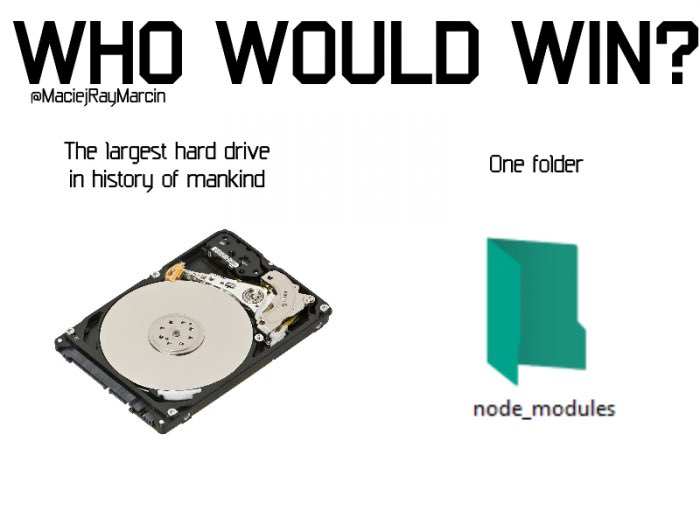 WHO WOULD WIN?
@MaciejRayMarcin
The largest hard drive
in history of mankind
One folder
node_modules